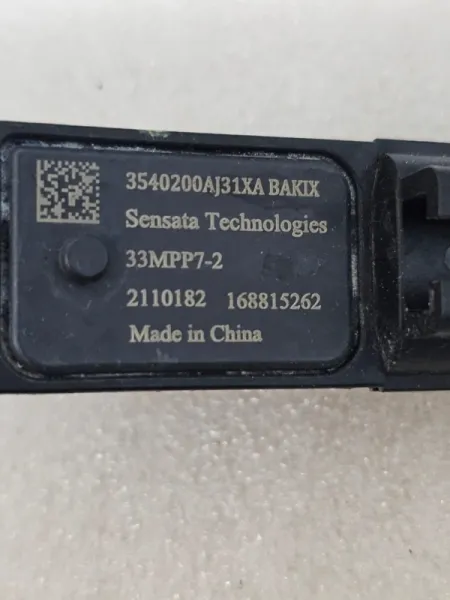 3540200AJ31XA BAKIX
Sensata Technologies
33MPP7-2
2110182 168815262
Made in China